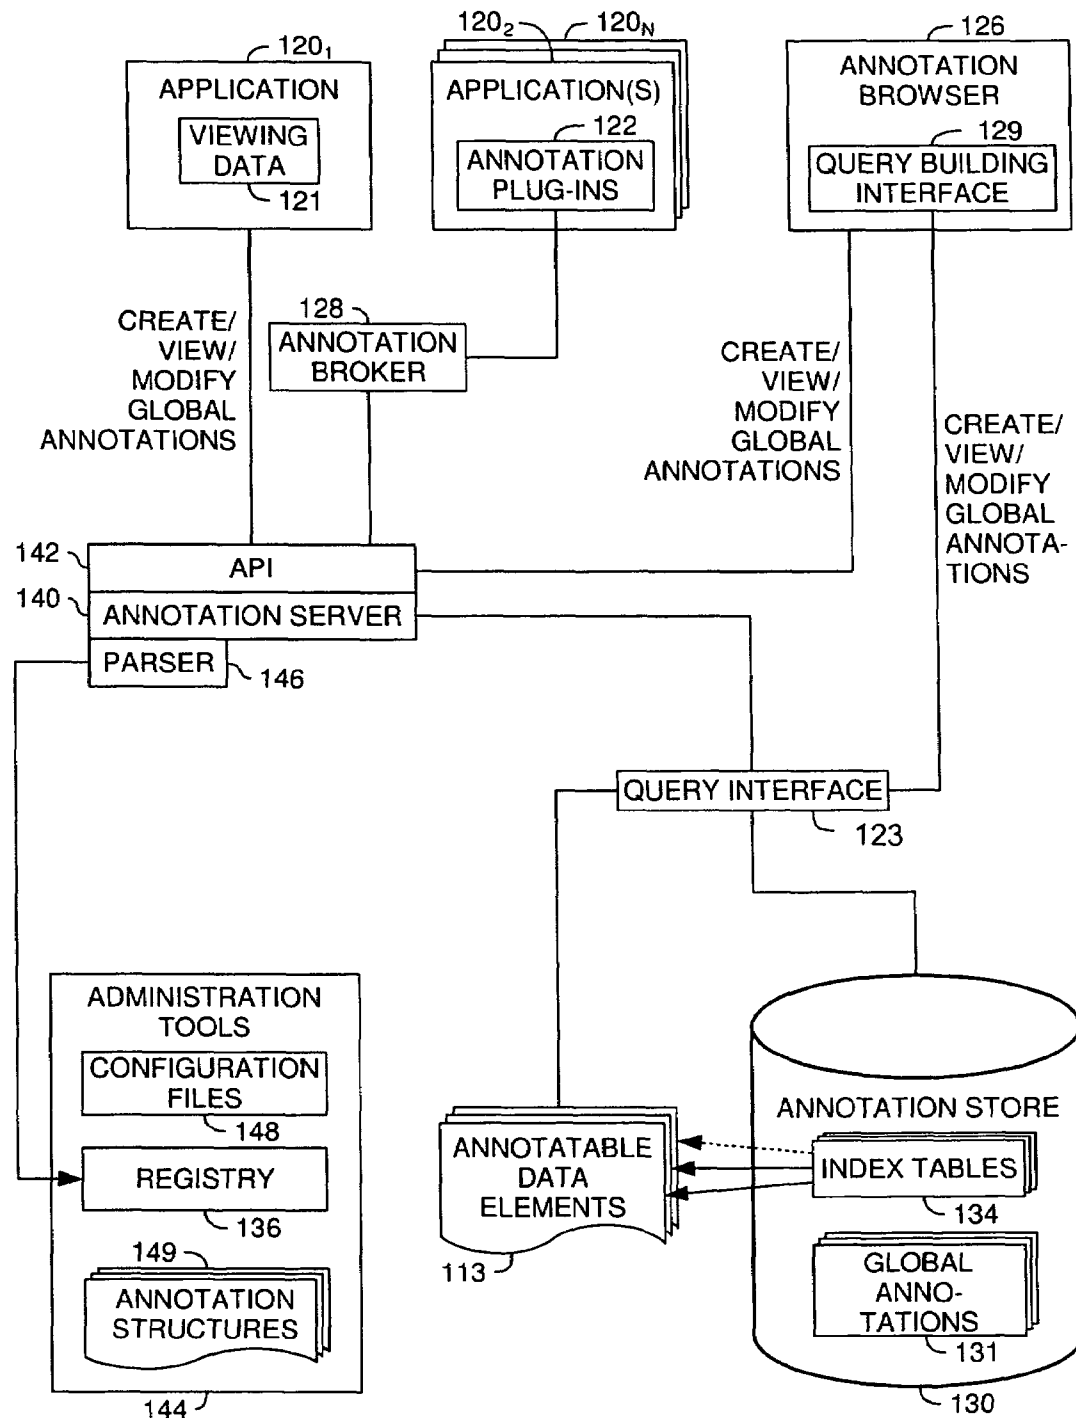 120₁
APPLICATION
VIEWING
DATA
121
120₂
120N
APPLICATION(S)
122
ANNOTATION
PLUG-INS
126
ANNOTATION
BROWSER
129
QUERY BUILDING
INTERFACE
CREATE/
VIEW/
MODIFY
GLOBAL
ANNOTATIONS
128
ANNOTATION
BROKER
CREATE/
VIEW/
MODIFY
GLOBAL
ANNOTATIONS
CREATE/
VIEW/
MODIFY
GLOBAL
ANNOTA-
TIONS
142
API
140
ANNOTATION SERVER
PARSER
146
QUERY INTERFACE
123
ADMINISTRATION
TOOLS
CONFIGURATION
FILES
148
REGISTRY
136
149
ANNOTATION
STRUCTURES
144
ANNOTATABLE
DATA
ELEMENTS
113
ANNOTATION STORE
INDEX TABLES
134
GLOBAL
ANNO-
TATIONS
131
130